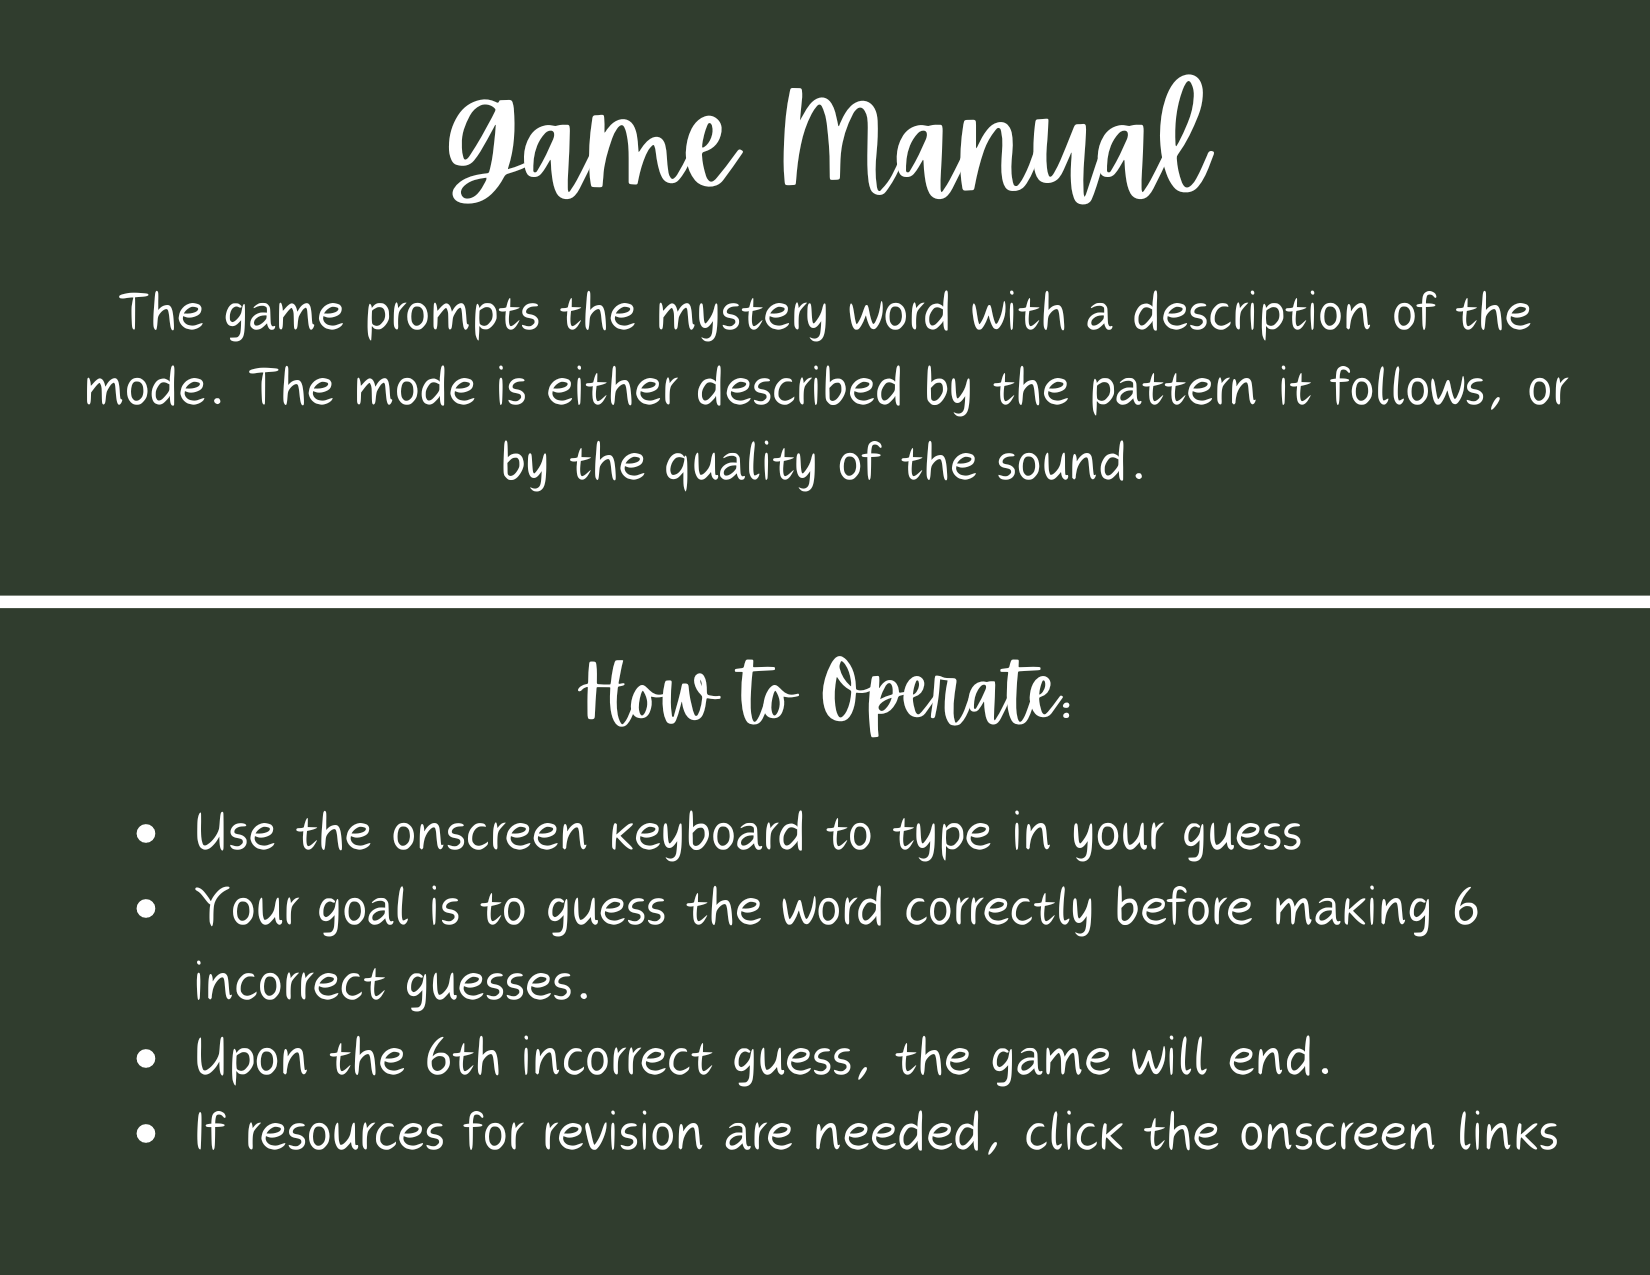 Game Manual
The game prompts the mystery word with a description of the
mode. The mode is either described by the pattern it follows, or
by the quality of the sound.
How to Operate:
• Use the onscreen keyboard to type in your guess
• Your goal is to guess the word correctly before making 6
incorrect guesses.
• Upon the 6th incorrect guess, the game will end.
• If resources for revision are needed, click the onscreen links